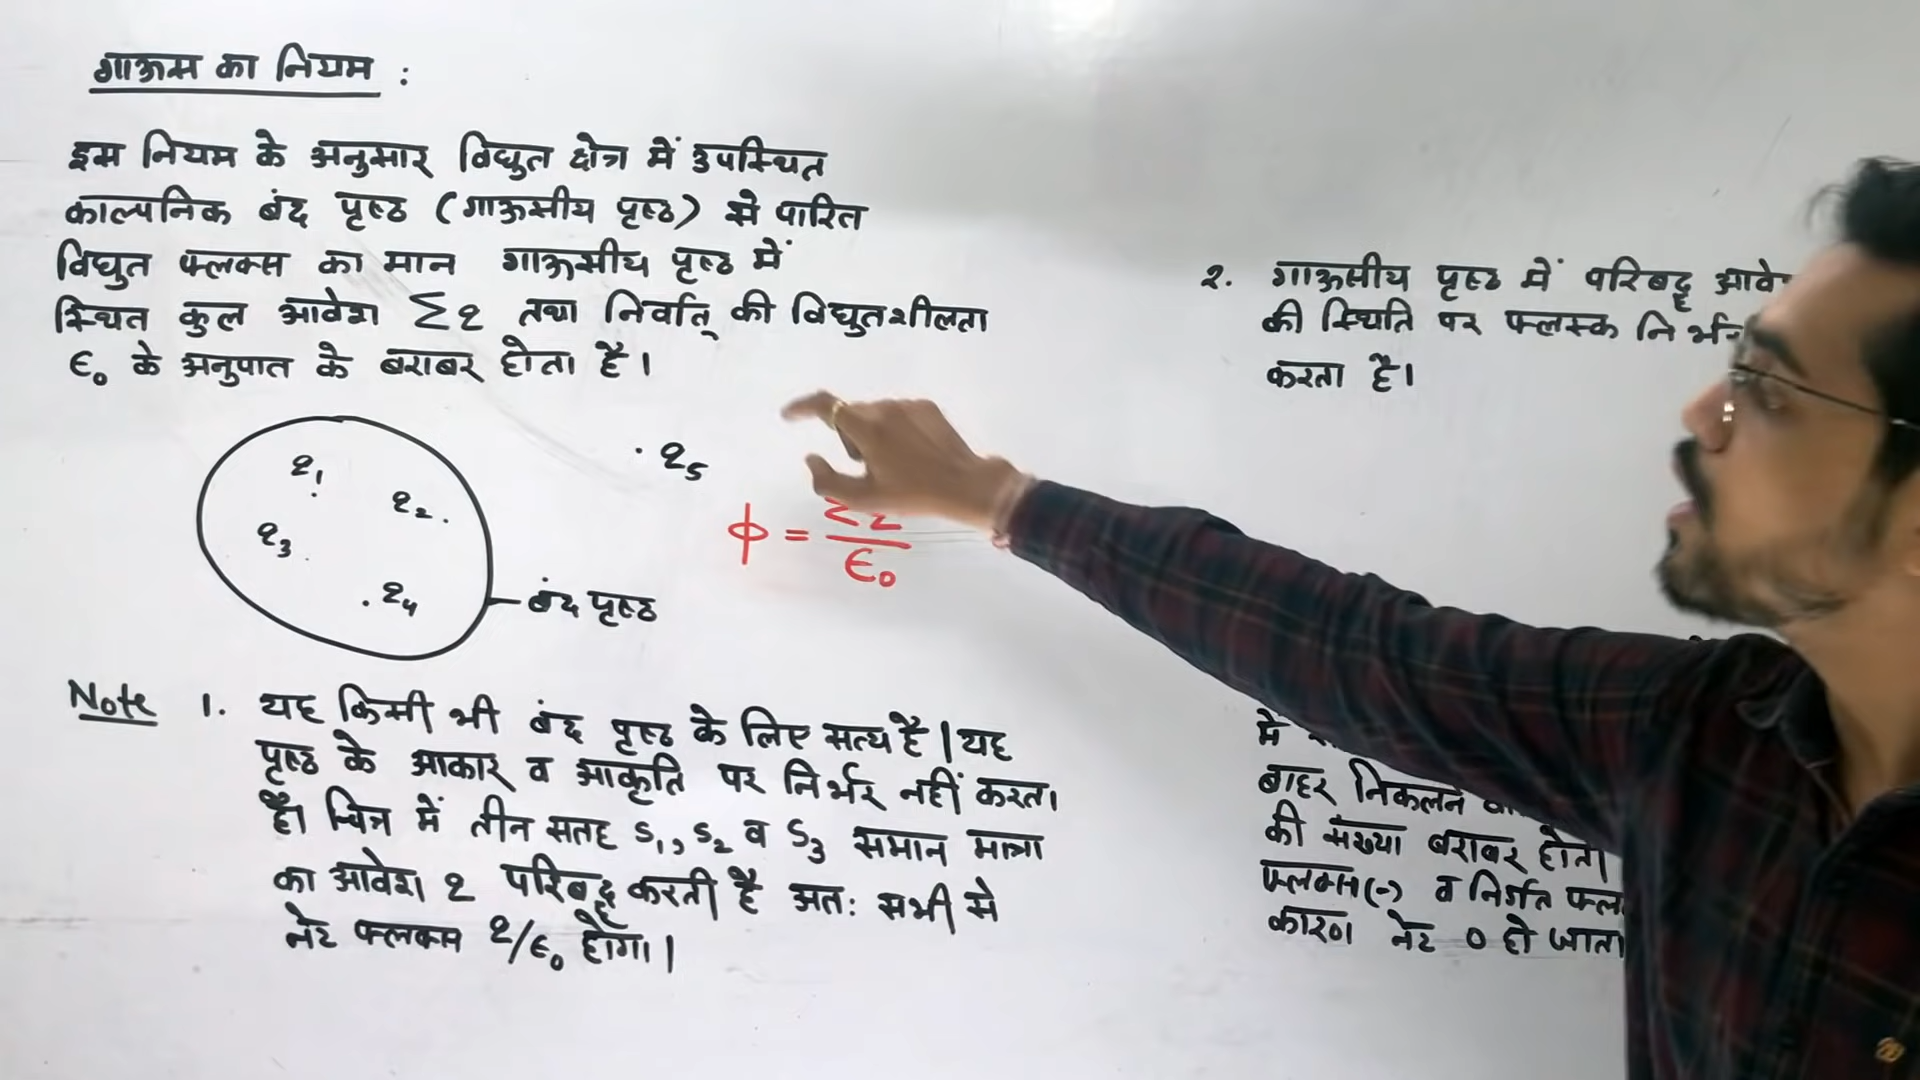 गाऊस का नियम :
इस नियम के अनुसार विद्युत क्षेत्र में उपस्थित
काल्पनिक बंद पृष्ठ (गाऊसीय पृष्ठ) से पारित
विद्युत फ्लक्स का मान गाऊसीय पृष्ठ में
स्थित कुल आवेश Σq तथा निर्वात् की विद्युतशीलता
ϵ₀ के अनुपात के बराबर होता है।
q₁
q₂
q₃
q₄
q₅
बंद पृष्ठ
ϕ = Σq/ϵ₀
Note 1. यह किसी भी बंद पृष्ठ के लिए सत्य है। यह
पृष्ठ के आकार व आकृति पर निर्भर नहीं करता
है। चित्र में तीन सतह S₁, S₂ व S₃ समान मात्रा
का आवेश q परिबद्ध करती है अतः सभी से
नेट फ्लक्स q/ϵ₀ होगा।
2. गाऊसीय पृष्ठ में परिबद्ध
की स्थिति पर फ्लस्क
करता है।
में
बाहर निकलने
की संख्या बराबर होती
फ्लक्स(-) व निर्गत
कारण नेट 0 हो जाता